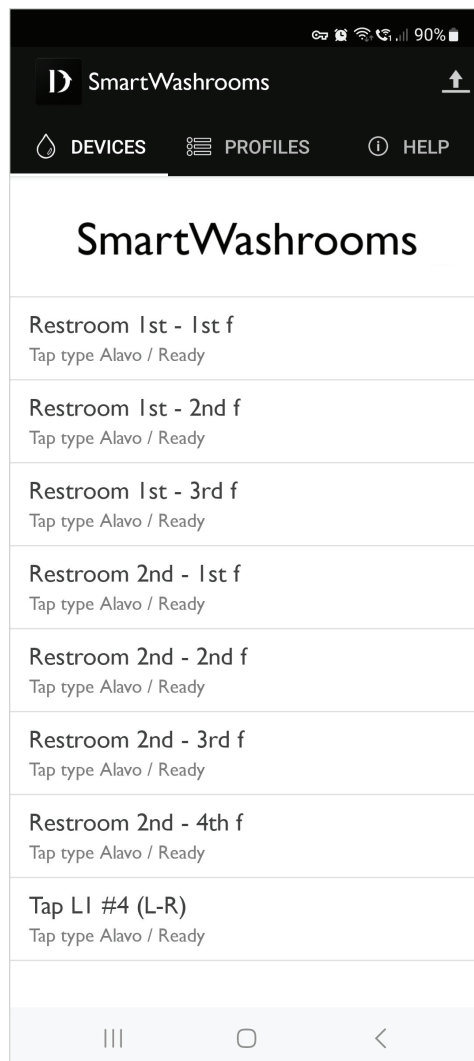 90%
D SmartWashrooms
DEVICES PROFILES HELP
SmartWashrooms
Restroom 1st - 1st f
Tap type Alavo / Ready
Restroom 1st - 2nd f
Tap type Alavo / Ready
Restroom 1st - 3rd f
Tap type Alavo / Ready
Restroom 2nd - 1st f
Tap type Alavo / Ready
Restroom 2nd - 2nd f
Tap type Alavo / Ready
Restroom 2nd - 3rd f
Tap type Alavo / Ready
Restroom 2nd - 4th f
Tap type Alavo / Ready
Tap L1 #4 (L-R)
Tap type Alavo / Ready